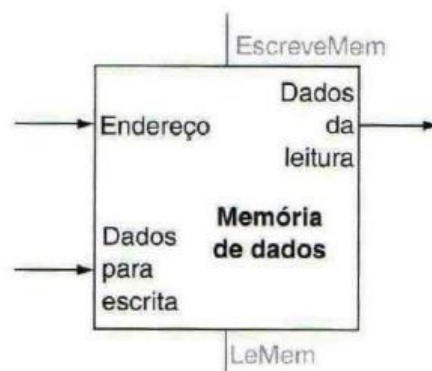 EscreveMem
Dados
da
leitura
Endereço
Memória
de dados
Dados
para
escrita
LeMem